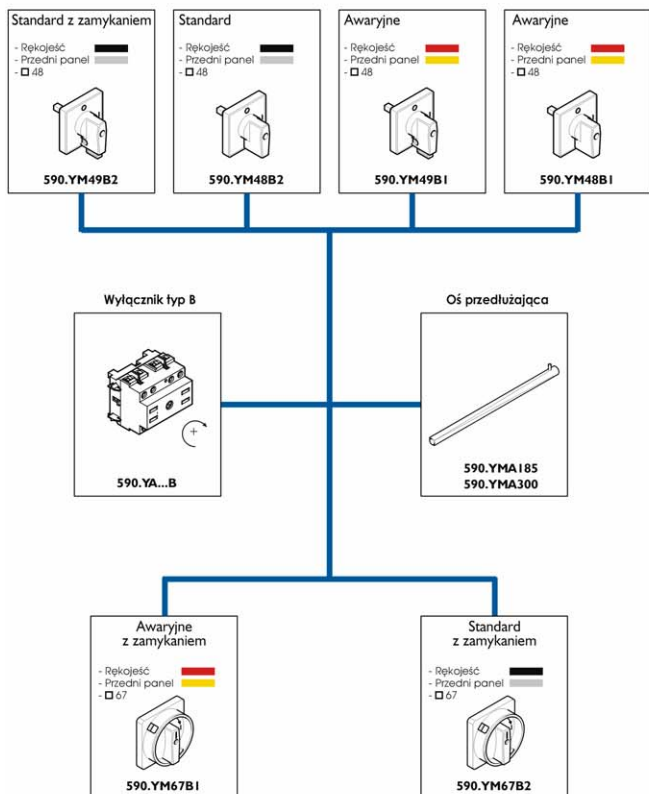 Standard z zamykaniem
- Rękojeść
- Przedni panel
- 48
590.YM49B2
Standard
- Rękojeść
- Przedni panel
- 48
590.YM48B2
Awaryjne
- Rękojeść
- Przedni panel
- 48
590.YM49B1
Awaryjne
- Rękojeść
- Przedni panel
- 48
590.YM48B1
Wyłącznik typ B
590.YA...B
Oś przedłużająca
590.YMA185
590.YMA300
Awaryjne
z zamykaniem
- Rękojeść
- Przedni panel
- 67
590.YM67B1
Standard
z zamykaniem
- Rękojeść
- Przedni panel
- 67
590.YM67B2